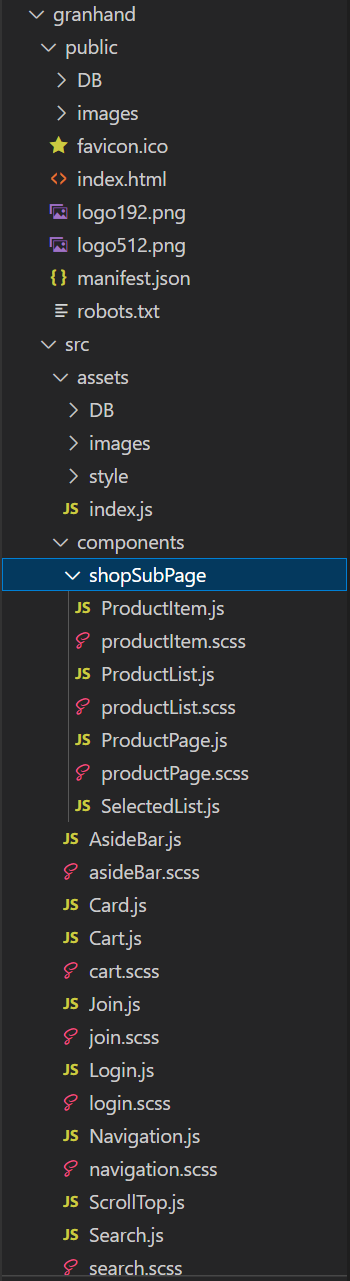 granhand
public
DB
images
favicon.ico
index.html
logo192.png
logo512.png
manifest.json
robots.txt
src
assets
DB
images
style
JS index.js
components
shopSubPage
JS ProductItem.js
productItem.scss
JS ProductList.js
productList.scss
JS ProductPage.js
productPage.scss
JS SelectedList.js
JS AsideBar.js
asideBar.scss
JS Card.js
JS Cart.js
cart.scss
JS Join.js
join.scss
JS Login.js
login.scss
JS Navigation.js
navigation.scss
JS ScrollTop.js
JS Search.js
search.scss